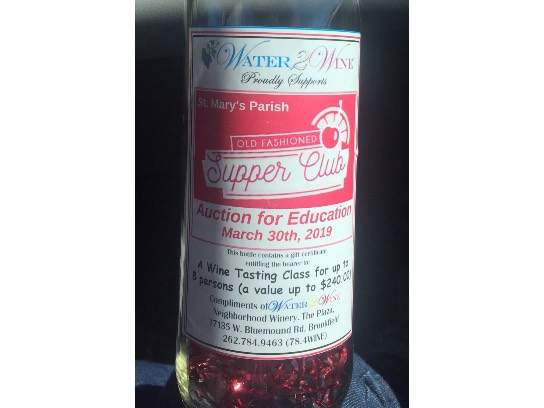 WATER 2 WINE
Proudly Supports
St. Mary's Parish
OLD FASHIONED
Supper Club
Auction for Education
March 30th, 2019
This bottle contains a gift certificate
entitling the bearer to:
A Wine Tasting Class for up to
8 persons (a value up to $240.00)
Compliments of WATER 2 WINE
Neighborhood Winery. The Plaza,
17135 W. Bluemound Rd, Brookfield
262.784.9463 (78.4WINE)